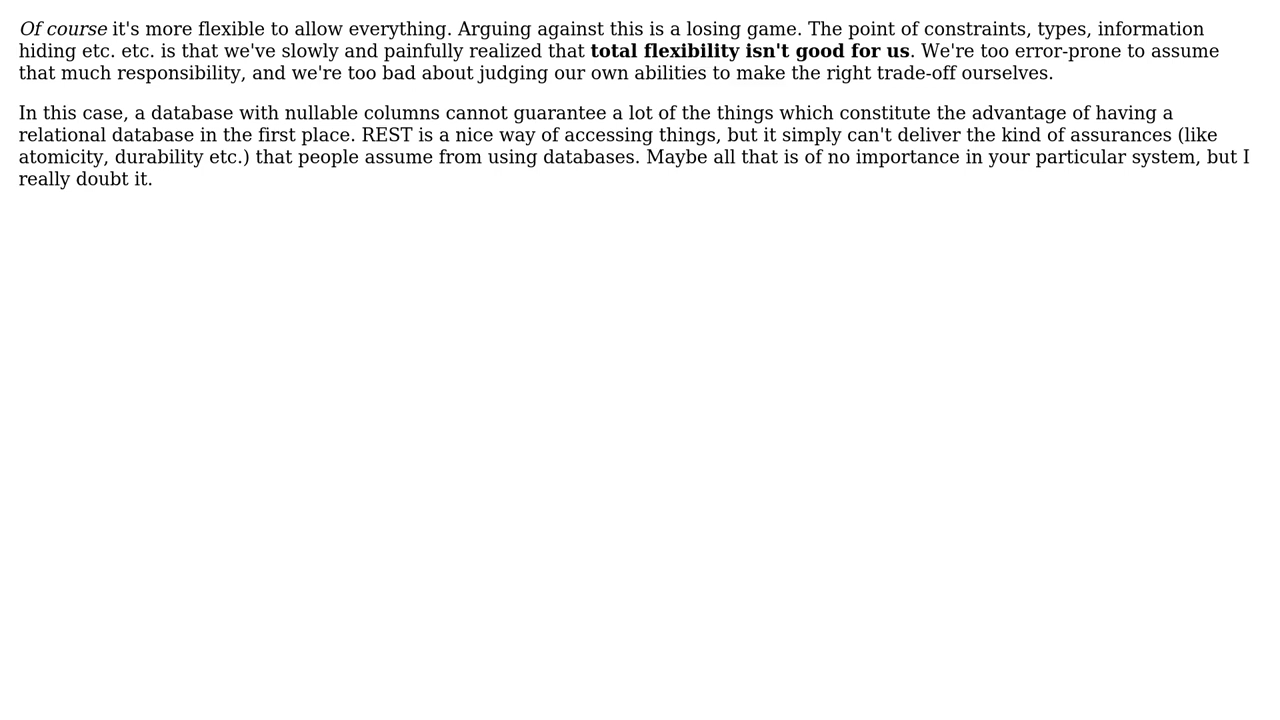 Of course it's more flexible to allow everything. Arguing against this is a losing game. The point of constraints, types, information
hiding etc. etc. is that we've slowly and painfully realized that total flexibility isn't good for us. We're too error-prone to assume
that much responsibility, and we're too bad about judging our own abilities to make the right trade-off ourselves.
In this case, a database with nullable columns cannot guarantee a lot of the things which constitute the advantage of having a
relational database in the first place. REST is a nice way of accessing things, but it simply can't deliver the kind of assurances (like
atomicity, durability etc.) that people assume from using databases. Maybe all that is of no importance in your particular system, but I
really doubt it.